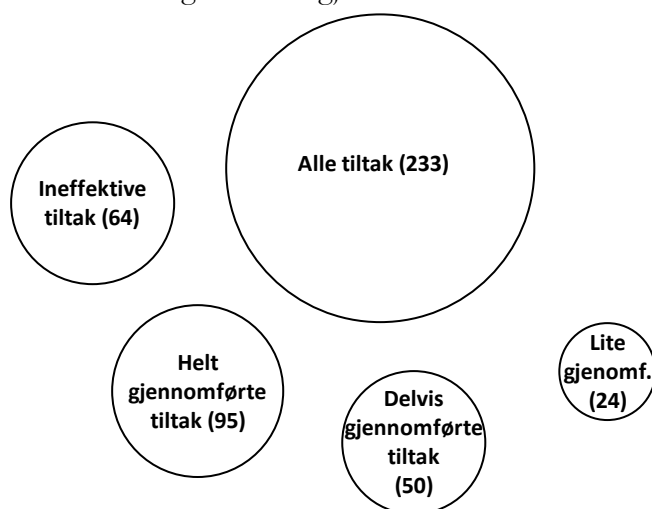 Alle tiltak (233)
Ineffektive
tiltak (64)
Helt
gjennomførte
tiltak (95)
Delvis
gjennomførte
tiltak
(50)
Lite
gjenomf.
(24)